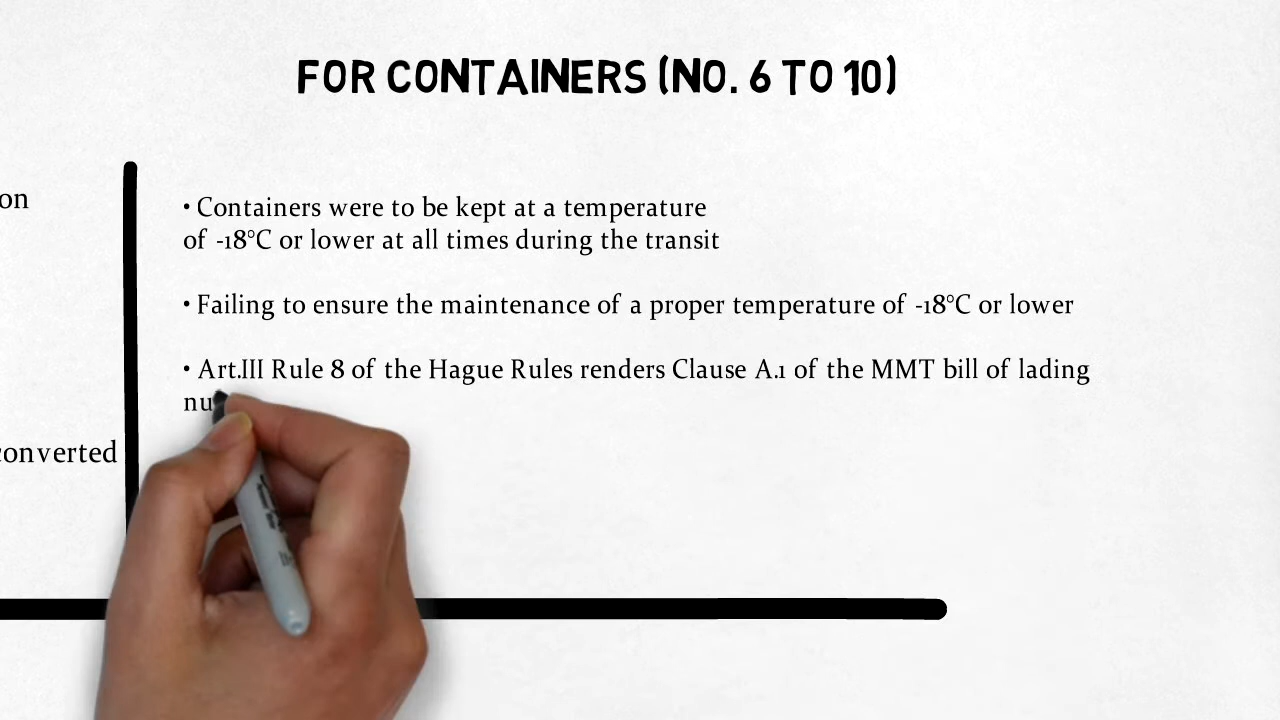 FOR CONTAINERS (NO. 6 TO 10)
on
• Containers were to be kept at a temperature
of -18°C or lower at all times during the transit
• Failing to ensure the maintenance of a proper temperature of -18°C or lower
• Art.III Rule 8 of the Hague Rules renders Clause A.1 of the MMT bill of lading
nu
converted